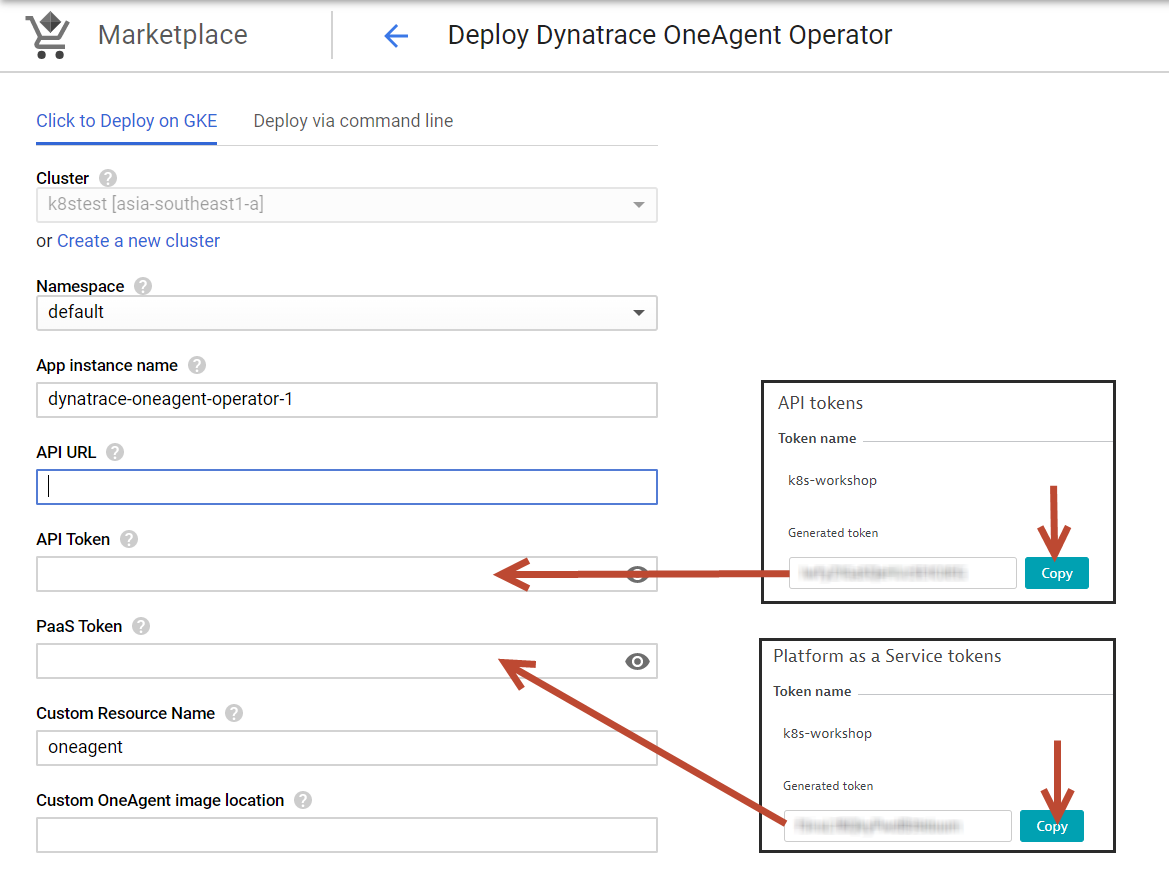 Marketplace
Deploy Dynatrace OneAgent Operator
Click to Deploy on GKE
Deploy via command line
Cluster
k8stest [asia-southeast1-a]
or Create a new cluster
Namespace
default
App instance name
dynatrace-oneagent-operator-1
API URL
API Token
PaaS Token
Custom Resource Name
oneagent
Custom OneAgent image location
API tokens
Token name
k8s-workshop
Generated token
Copy
Platform as a Service tokens
Token name
k8s-workshop
Generated token
Copy